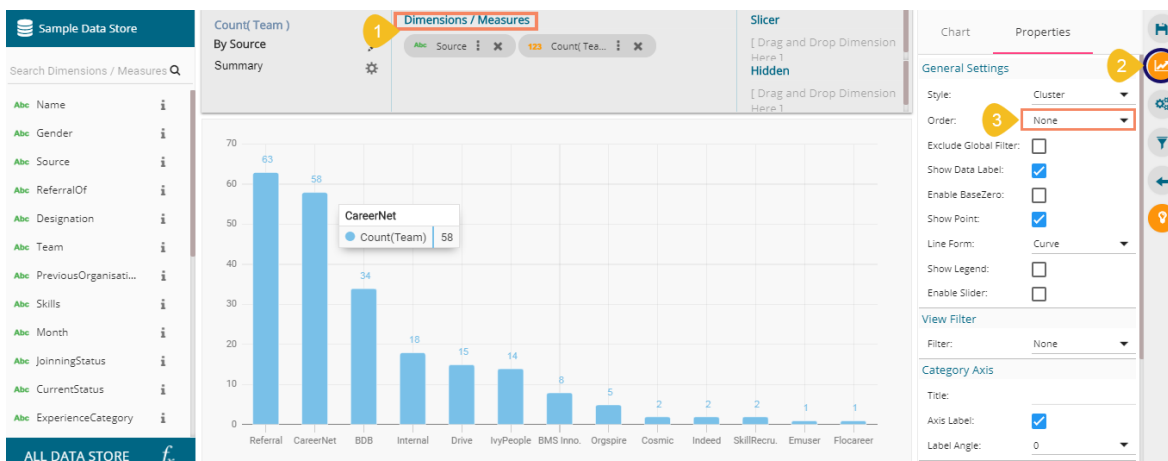 Sample Data Store
Search Dimensions / Measures
Abc Name i
Abc Gender i
Abc Source i
Abc ReferralOf i
Abc Designation i
Abc Team i
Abc PreviousOrganisati... i
Abc Skills i
Abc Month i
Abc JoinningStatus i
Abc CurrentStatus i
Abc ExperienceCategory i
ALL DATA STORE
Count( Team )
By Source
Summary
1
Dimensions / Measures
Abc Source
123 Count( Tea...
Slicer
[ Drag and Drop Dimension
Here ]
Hidden
[ Drag and Drop Dimension
Here ]
70
60
50
40
30
20
10
0
63
58
34
18
15
14
8
5
2
2
2
1
1
CareerNet
Count(Team) 58
Referral CareerNet BDB Internal Drive IvyPeople BMS Inno. Orgspire Cosmic Indeed SkillRecru. Emuser Flocareer
Chart Properties
2
General Settings
Style: Cluster
Order: 3 None
Exclude Global Filter:
Show Data Label:
Enable BaseZero:
Show Point:
Line Form: Curve
Show Legend:
Enable Slider:
View Filter
Filter: None
Category Axis
Title:
Axis Label:
Label Angle: 0